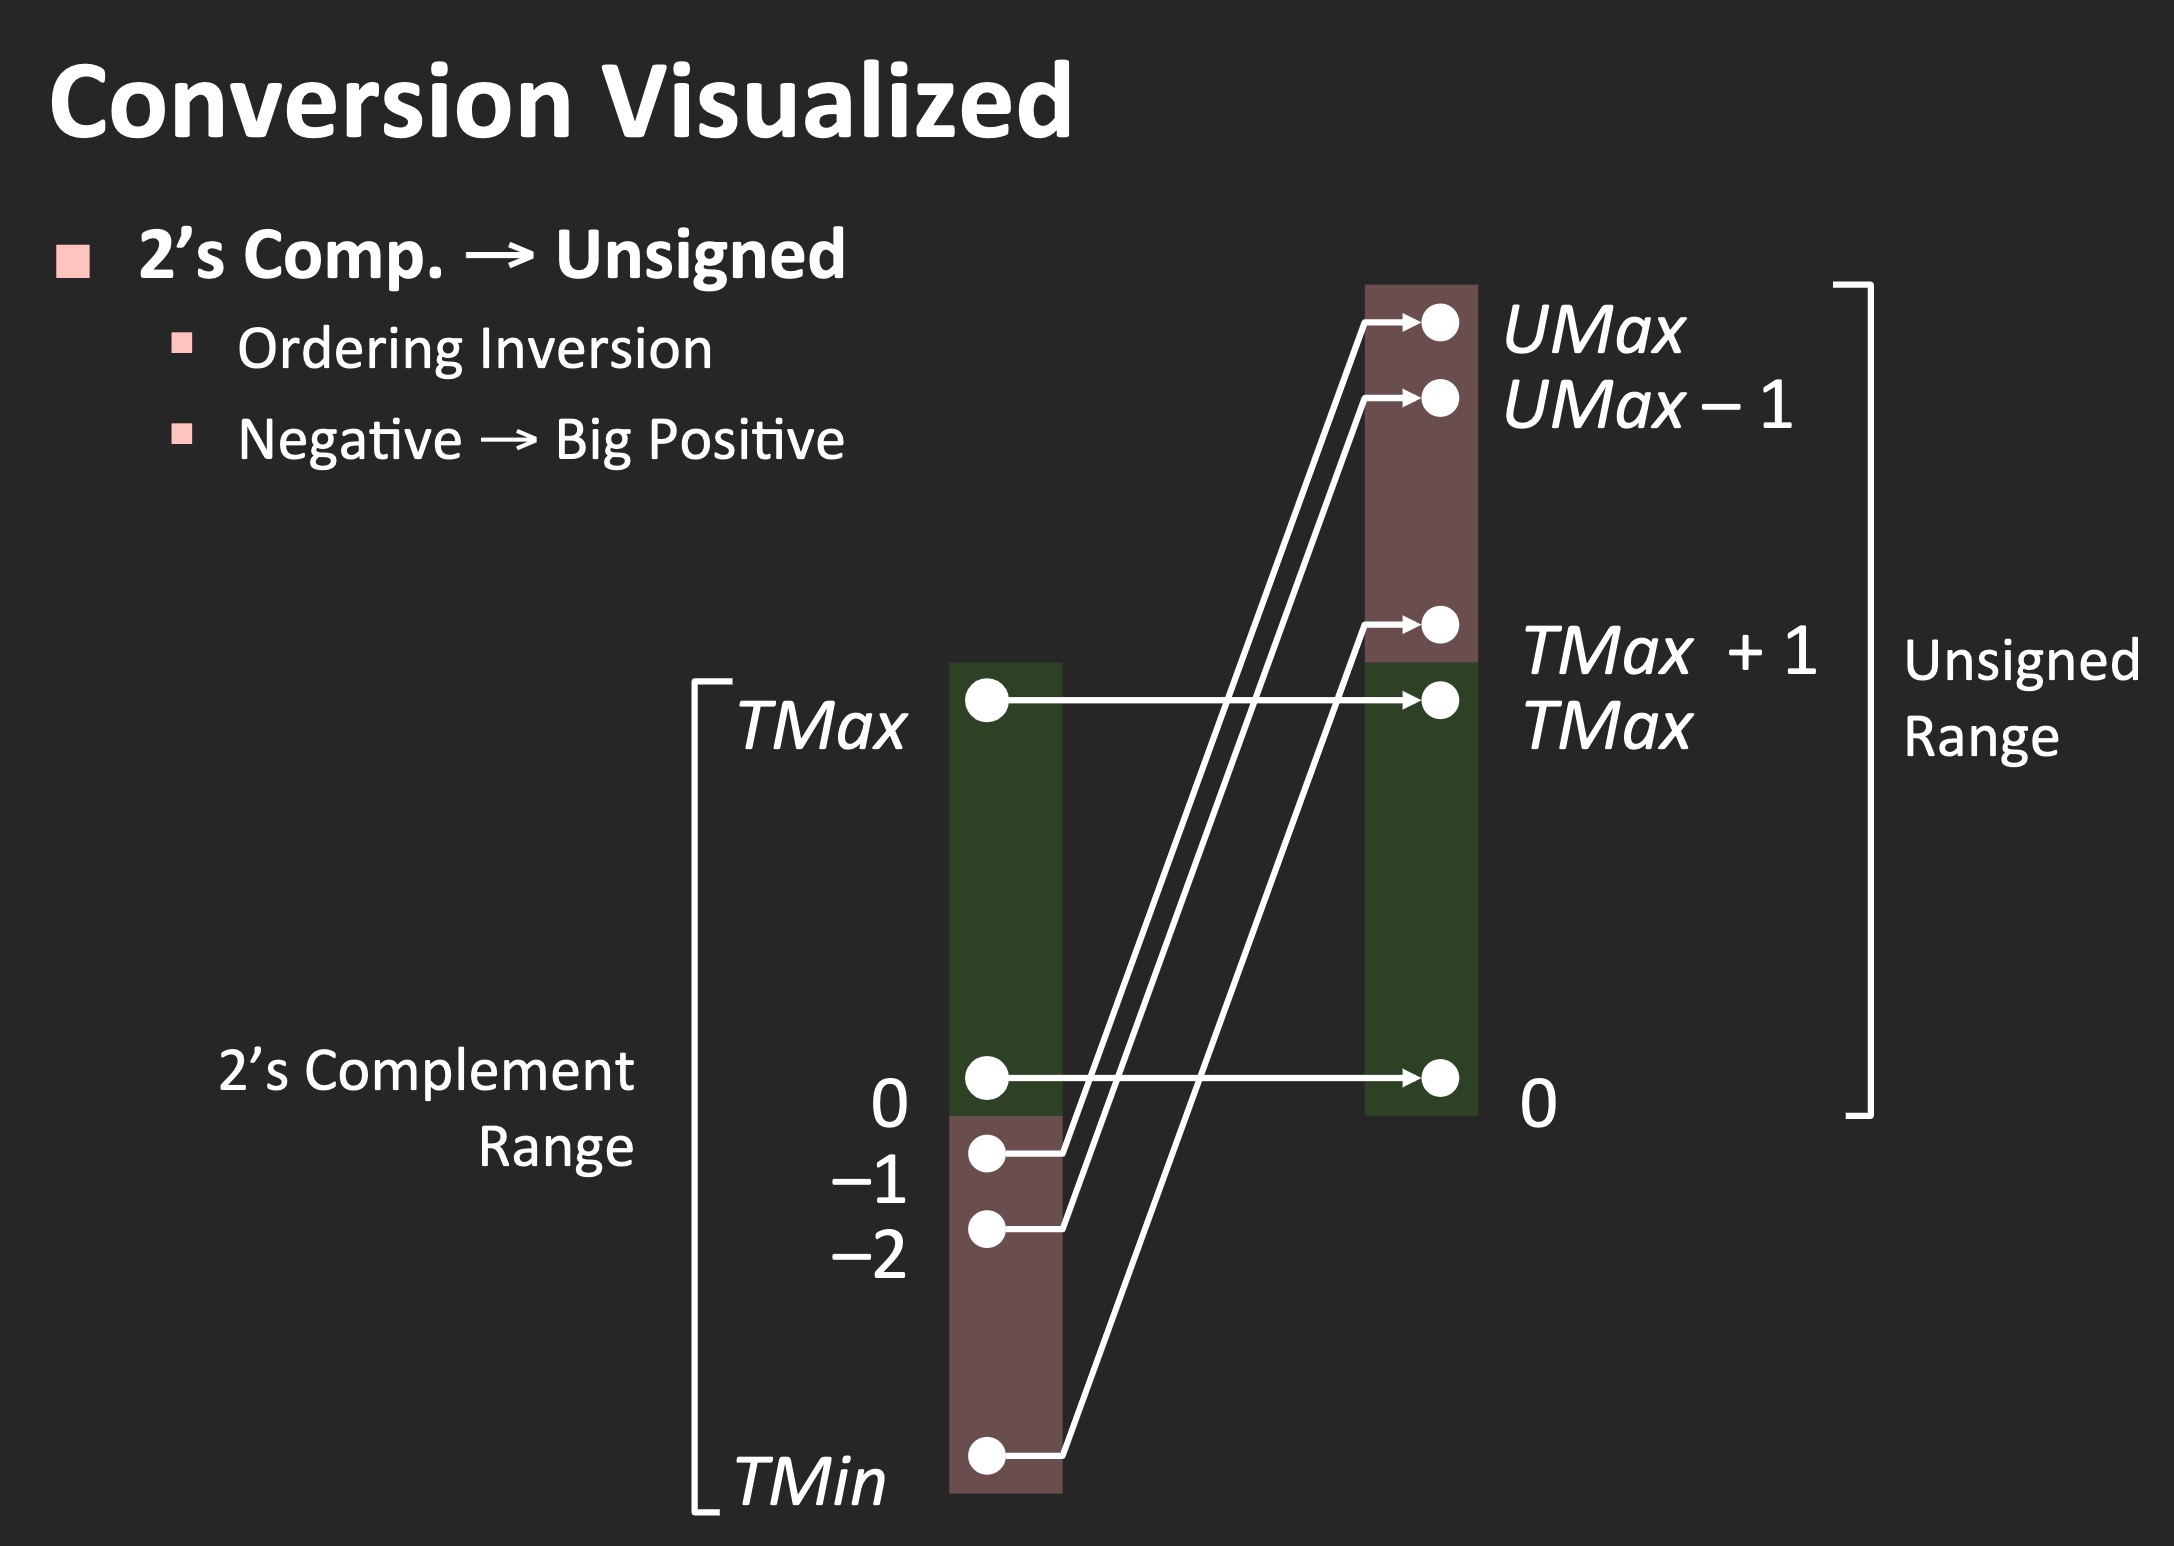 Conversion Visualized
2’s Comp. → Unsigned
Ordering Inversion
Negative → Big Positive
UMax
UMax – 1
TMax + 1
TMax
0
Unsigned
Range
2’s Complement
Range
TMax
0
–1
–2
TMin